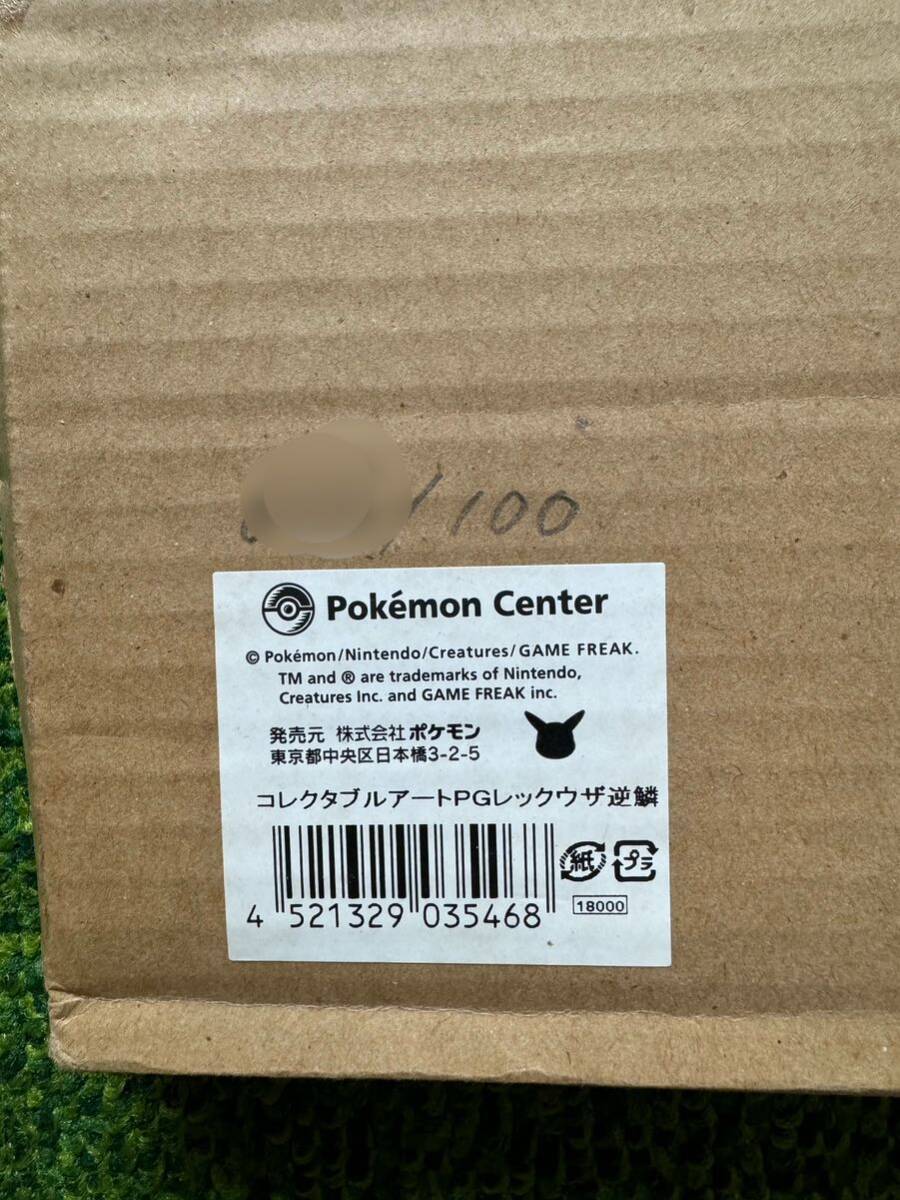 /100
Pokémon Center
© Pokémon/Nintendo/Creatures/GAME FREAK.
TM and ® are trademarks of Nintendo,
Creatures Inc. and GAME FREAK inc.
発売元 株式会社ポケモン
東京都中央区日本橋3-2-5
コレクタブルアートPGレックウザ逆鱗
紙 プラ
4 521329 035468
18000